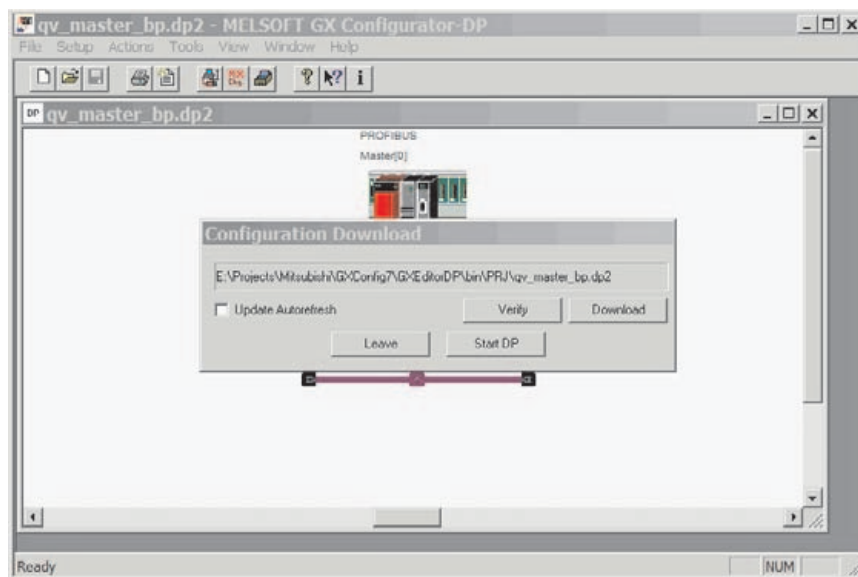 qv_master_bp.dp2 - MELSOFT GX Configurator-DP
File Setup Actions Tools View Window Help
DP qv_master_bp.dp2
PROFIBUS
Master[0]
Configuration Download
E:\Projects\Mitsubishi\GXConfig7\GXEditorDP\bin\PRJ\qv_master_bp.dp2
Update Autorefresh Verify Download
Leave Start DP
Ready NUM